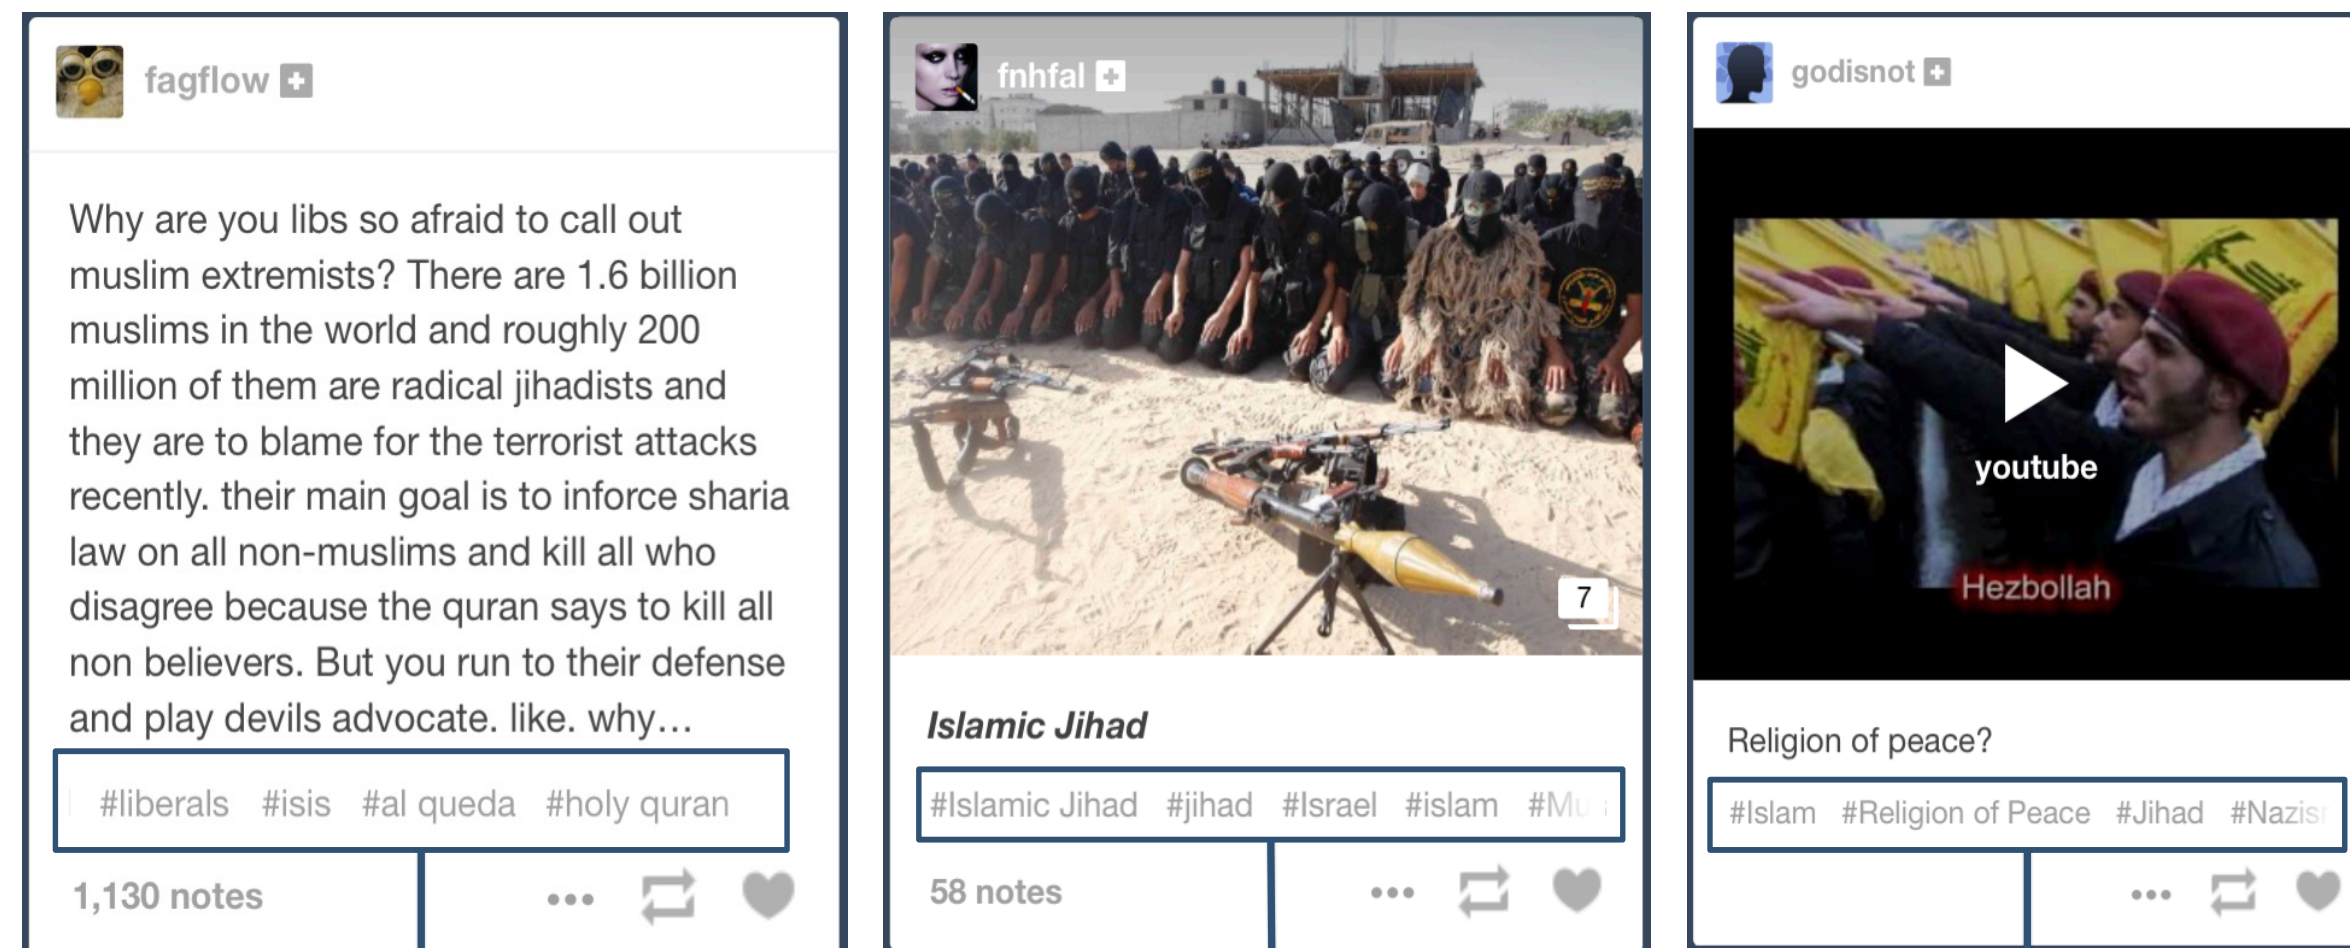 fagflow
Why are you libs so afraid to call out
muslim extremists? There are 1.6 billion
muslims in the world and roughly 200
million of them are radical jihadists and
they are to blame for the terrorist attacks
recently. their main goal is to inforce sharia
law on all non-muslims and kill all who
disagree because the quran says to kill all
non believers. But you run to their defense
and play devils advocate. like. why...
#liberals #isis #al queda #holy quran
1,130 notes
fnhfal
7
Islamic Jihad
#Islamic Jihad #jihad #Israel #islam
58 notes
godisnot
youtube
Hezbollah
Religion of peace?
#Islam #Religion of Peace #Jihad